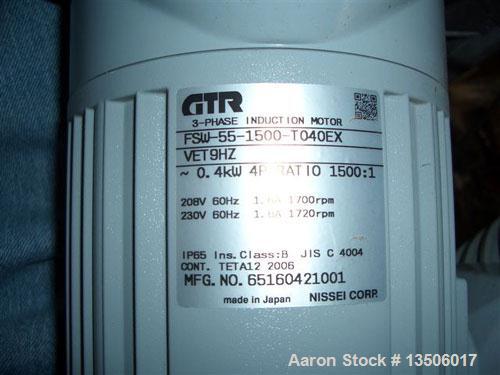 GTR
3-PHASE INDUCTION MOTOR
FSW-55-1500-T040EX
VET9HZ
~ 0.4kW 4P RATIO 1500:1
208V 60Hz 1700rpm
230V 60Hz 1720rpm
IP65 Ins.Class:B JIS C 4004
CONT. TETA12 2006
MFG.NO.65160421001
made in Japan NISSEI CORP.
Aaron Stock # 13506017